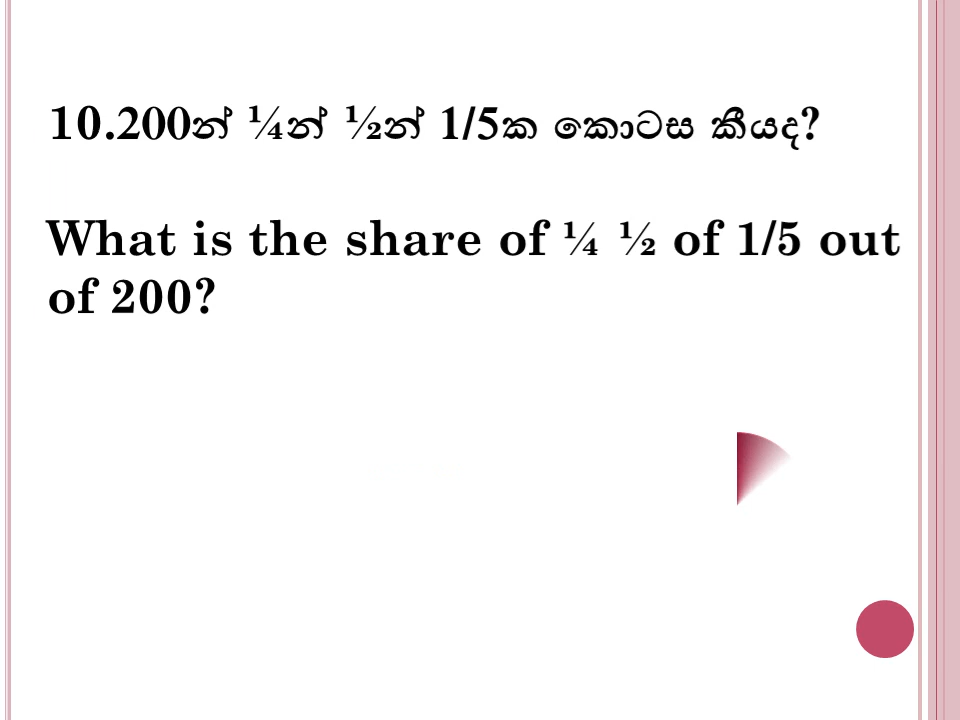 10.200න් ¼න් ½න් 1/5ක කොටස කීයද?
What is the share of ¼ ½ of 1/5 out
of 200?